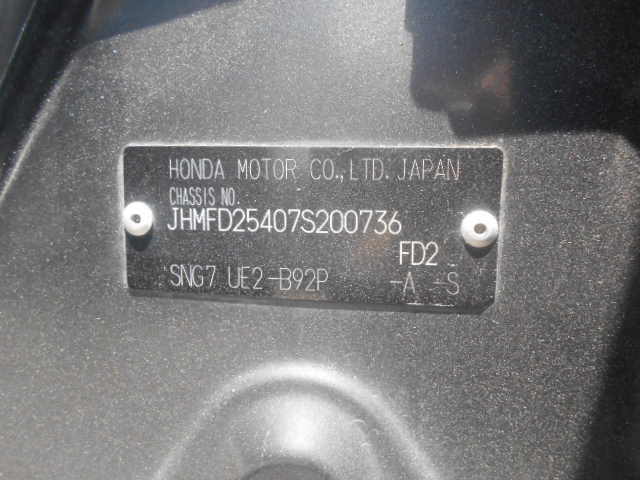 HONDA MOTOR CO.,LTD. JAPAN
CHASSIS NO.
JHMFD25407S200736
FD2
SNG7 UE2-B92P -A -S